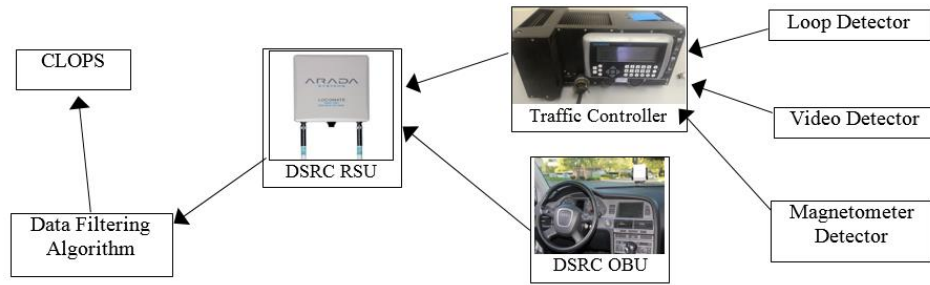 CLOPS
ARADA
SYSTEMS
DSRC RSU
Data Filtering
Algorithm
Traffic Controller
DSRC OBU
Loop Detector
Video Detector
Magnetometer
Detector